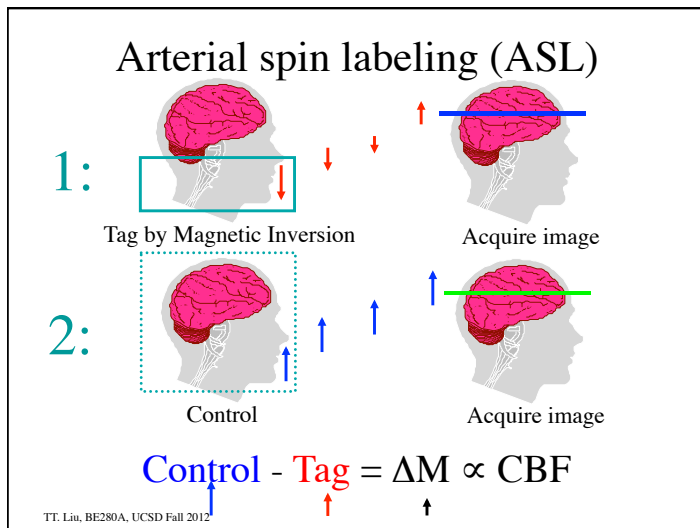 Arterial spin labeling (ASL)
1:
Tag by Magnetic Inversion
Acquire image
2:
Control
Acquire image
Control - Tag = ΔM ∝ CBF
TT. Liu, BE280A, UCSD Fall 2012